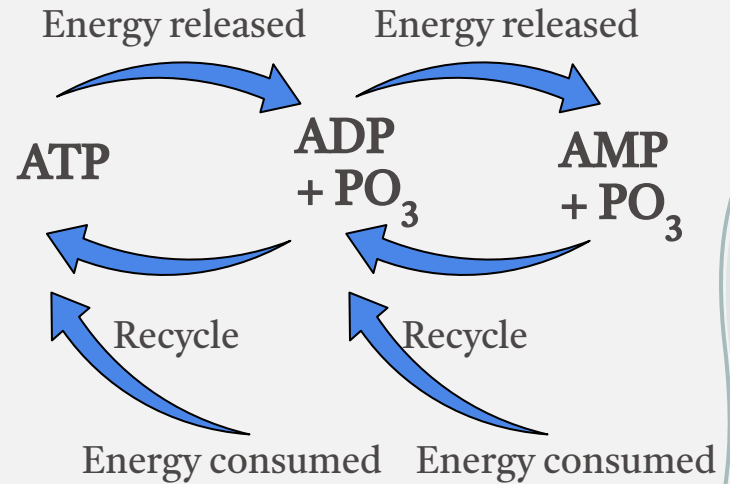 Energy released
Energy released
ATP
ADP
+ PO₃
AMP
+ PO₃
Recycle
Recycle
Energy consumed
Energy consumed